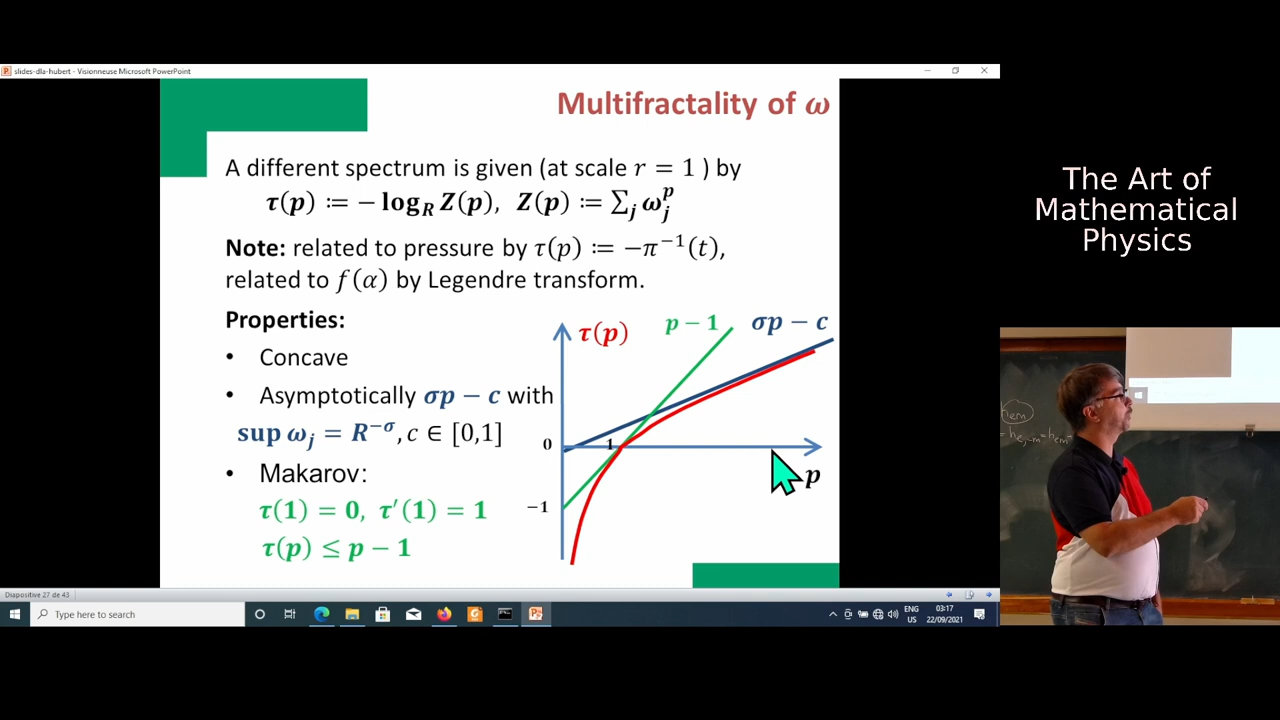 slides-dla-hubert - Visionneuse Microsoft PowerPoint
Multifractality of ω
A different spectrum is given (at scale r = 1 ) by
τ(p) ≔ − log_R Z(p), Z(p) ≔ ∑_j ω_j^p
Note: related to pressure by τ(p) ≔ −π^{−1}(t),
related to f(α) by Legendre transform.
Properties:
• Concave
• Asymptotically σp − c with
sup ω_j = R^{−σ}, c ∈ [0,1]
• Makarov:
τ(1) = 0, τ′(1) = 1
τ(p) ≤ p − 1
τ(p)
p − 1
σp − c
0
1
−1
p
The Art of
Mathematical
Physics
Diapositive 27 de 43
Type here to search
ENG
US
03:17
22/09/2021